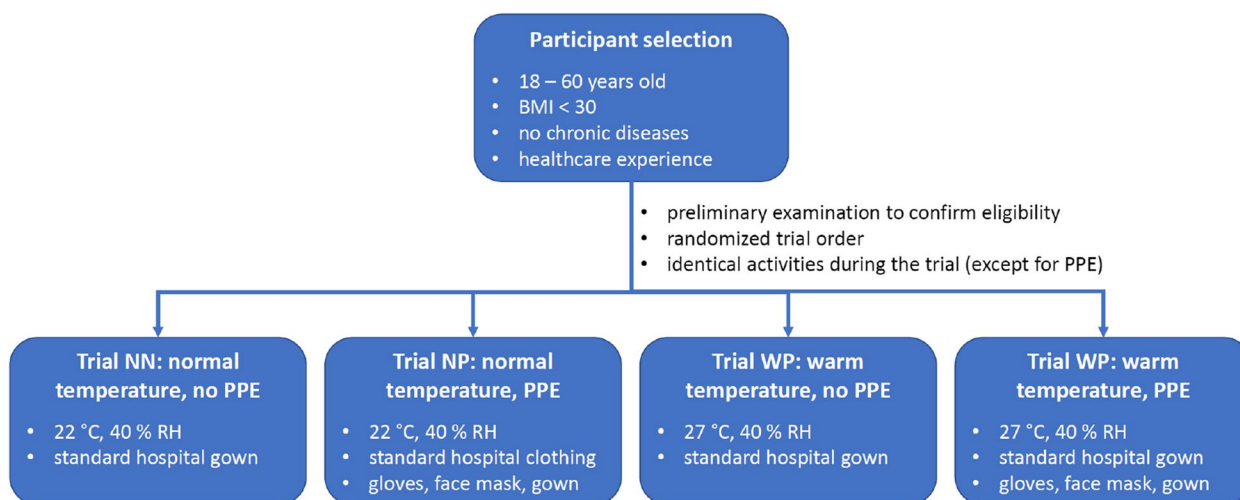 Participant selection
• 18 – 60 years old
• BMI < 30
• no chronic diseases
• healthcare experience
• preliminary examination to confirm eligibility
• randomized trial order
• identical activities during the trial (except for PPE)
Trial NN: normal
temperature, no PPE
• 22 °C, 40 % RH
• standard hospital gown
Trial NP: normal
temperature, PPE
• 22 °C, 40 % RH
• standard hospital clothing
• gloves, face mask, gown
Trial WP: warm
temperature, no PPE
• 27 °C, 40 % RH
• standard hospital gown
Trial WP: warm
temperature, PPE
• 27 °C, 40 % RH
• standard hospital gown
• gloves, face mask, gown